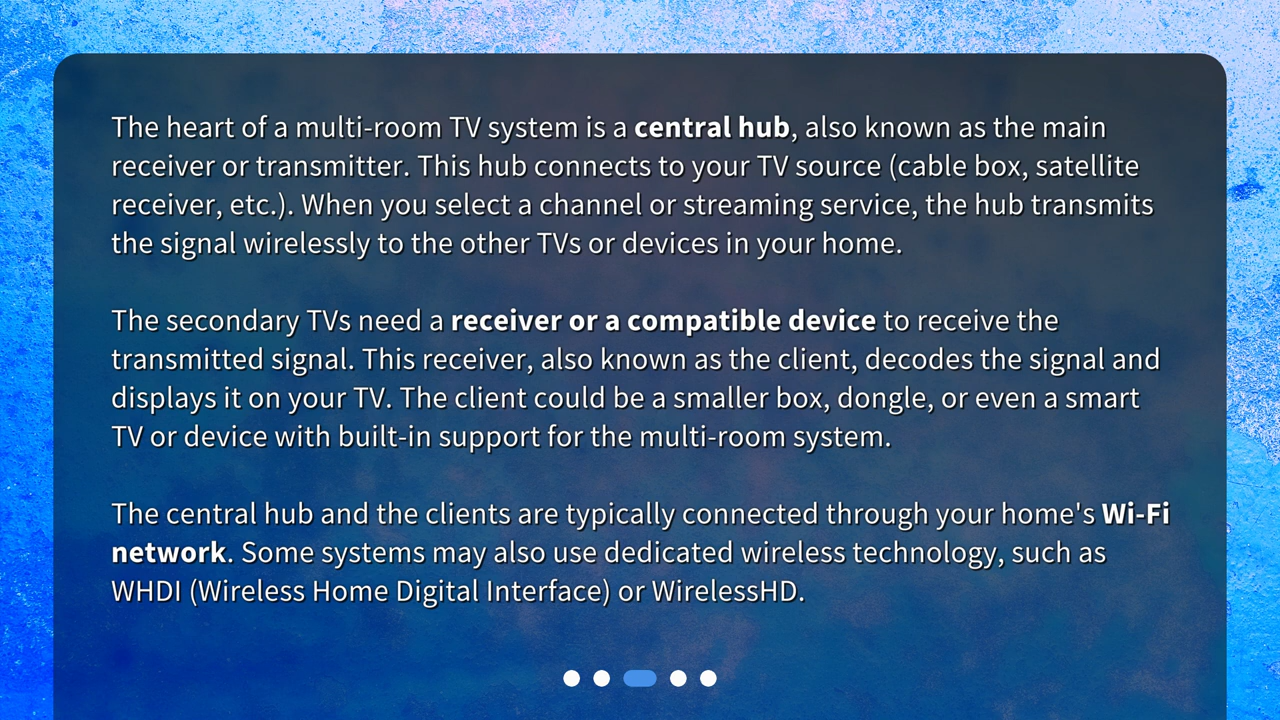 The heart of a multi-room TV system is a central hub, also known as the main
receiver or transmitter. This hub connects to your TV source (cable box, satellite
receiver, etc.). When you select a channel or streaming service, the hub transmits
the signal wirelessly to the other TVs or devices in your home.
The secondary TVs need a receiver or a compatible device to receive the
transmitted signal. This receiver, also known as the client, decodes the signal and
displays it on your TV. The client could be a smaller box, dongle, or even a smart
TV or device with built-in support for the multi-room system.
The central hub and the clients are typically connected through your home's Wi-Fi
network. Some systems may also use dedicated wireless technology, such as
WHDI (Wireless Home Digital Interface) or WirelessHD.